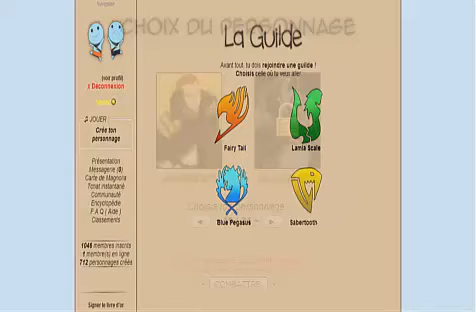 CHOIX DU PERSONNAGE
La Guilde
Avant tout, tu dois rejoindre une guilde !
Choisis celle où tu veux aller.
(voir profil)
x Déconnexion
JOUER
Crée ton
personnage
Présentation
Messagerie (0)
Carte de Magnolia
Tchat instantané
Communauté
Encyclopédie
F A Q ( Aide )
Classements
1046 membres inscrits
1 membre(s) en ligne
712 personnages créés
Signer le livre d'or
Fairy Tail
Lamia Scale
Blue Pegasus
Sabertooth
COMBATTRE